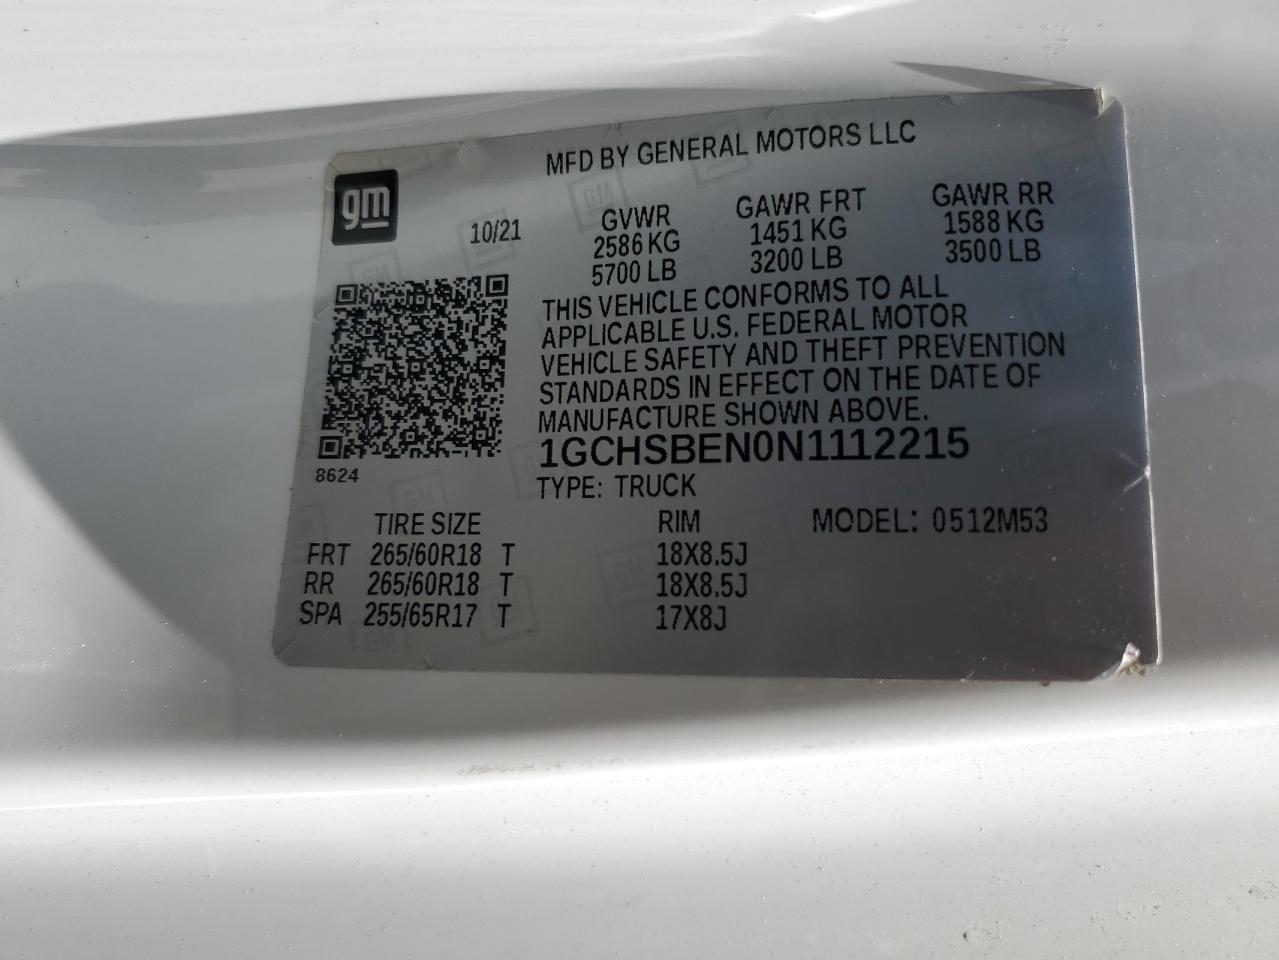 MFD BY GENERAL MOTORS LLC
gm
10/21
GVWR GAWR FRT GAWR RR
2586 KG 1451 KG 1588 KG
5700 LB 3200 LB 3500 LB
THIS VEHICLE CONFORMS TO ALL
APPLICABLE U.S. FEDERAL MOTOR
VEHICLE SAFETY AND THEFT PREVENTION
STANDARDS IN EFFECT ON THE DATE OF
MANUFACTURE SHOWN ABOVE.
1GCHSBEN0N1112215
8624
TYPE: TRUCK
TIRE SIZE RIM MODEL: 0512M53
FRT 265/60R18 T 18X8.5J
RR 265/60R18 T 18X8.5J
SPA 255/65R17 T 17X8J